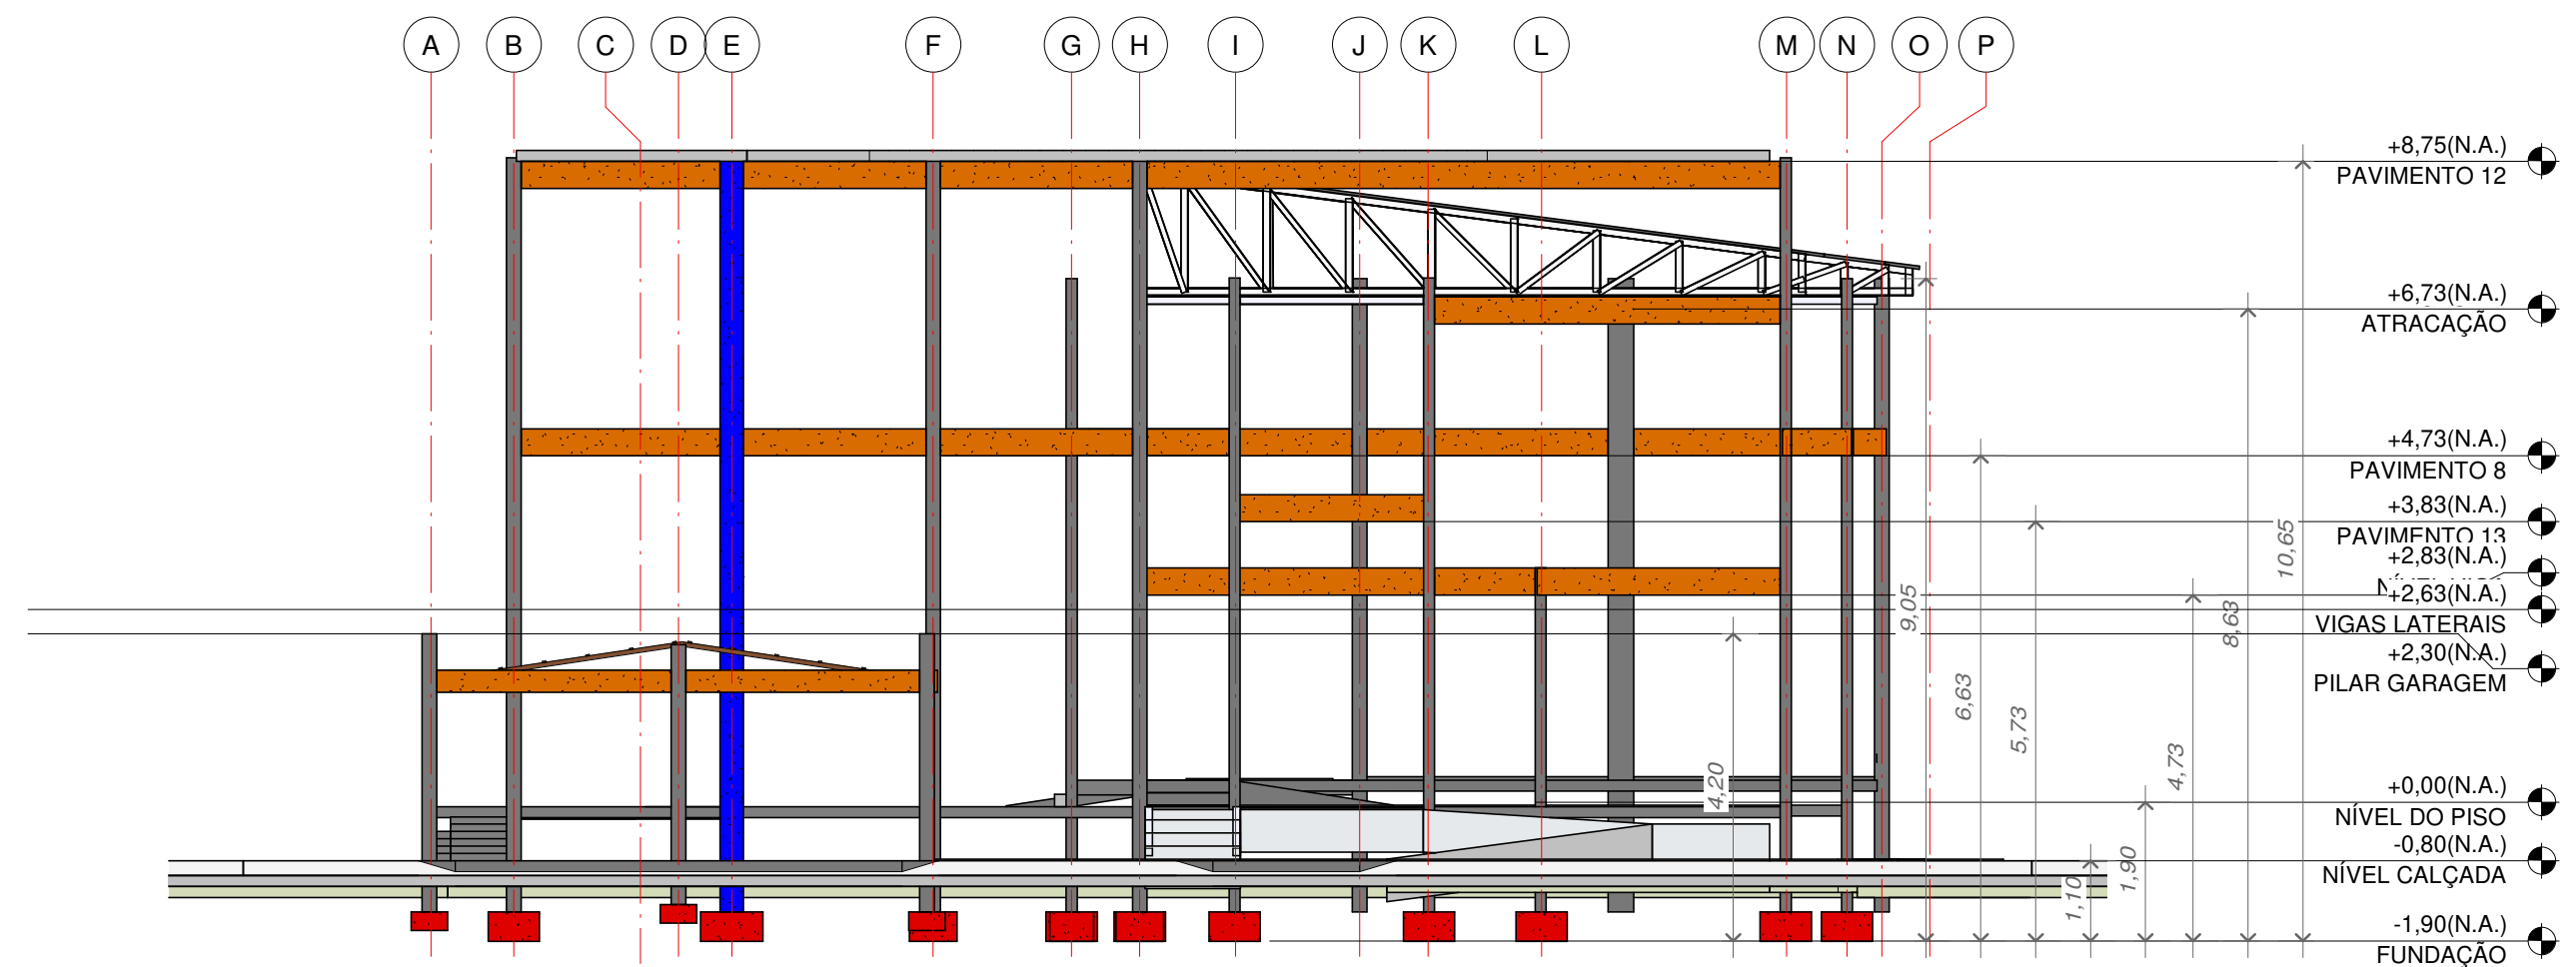 A B C D E F G H I J K L M N O P
+8,75(N.A.)
PAVIMENTO 12
+6,73(N.A.)
ATRACAÇÃO
+4,73(N.A.)
PAVIMENTO 8
+3,83(N.A.)
PAVIMENTO 13
+2,83(N.A.)
+2,63(N.A.)
VIGAS LATERAIS
+2,30(N.A.)
PILAR GARAGEM
+0,00(N.A.)
NÍVEL DO PISO
-0,80(N.A.)
NÍVEL CALÇADA
-1,90(N.A.)
FUNDAÇÃO
4,20
9,05
6,63
5,73
1,10
1,90
4,73
8,63
10,65